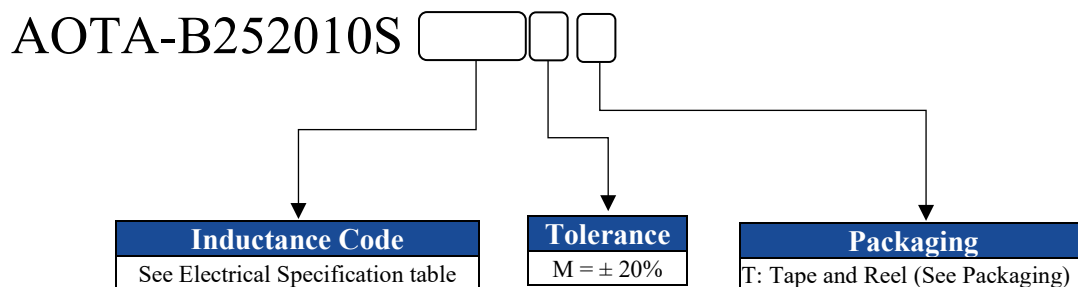 AOTA-B252010S
Inductance Code
See Electrical Specification table
Tolerance
M = ± 20%
Packaging
T: Tape and Reel (See Packaging)